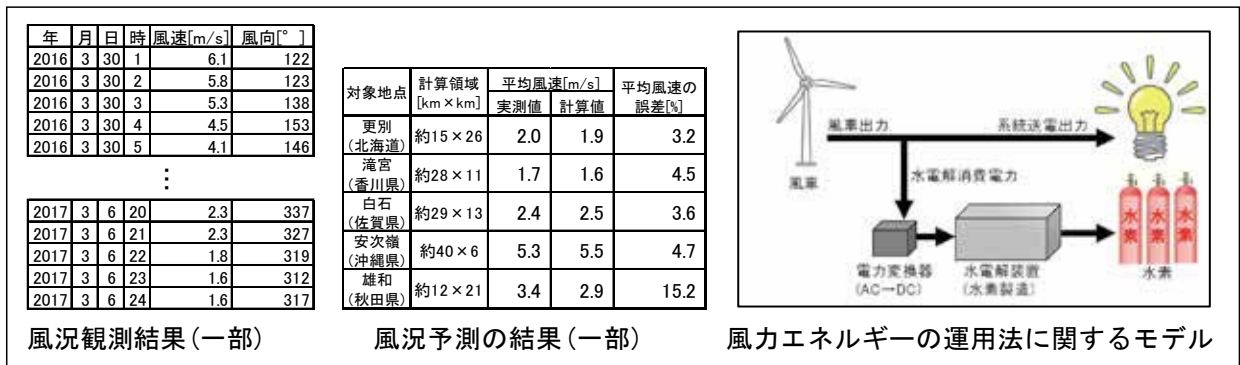 年 月 日 時 風速[m/s] 風向[° ]
2016 3 30 1 6.1 122
2016 3 30 2 5.8 123
2016 3 30 3 5.3 138
2016 3 30 4 4.5 153
2016 3 30 5 4.1 146
⋮
2017 3 6 20 2.3 337
2017 3 6 21 2.3 327
2017 3 6 22 1.8 319
2017 3 6 23 1.6 312
2017 3 6 24 1.6 317
風況観測結果(一部)
対象地点 計算領域 平均風速[m/s] 平均風速の
[km×km] 実測値 計算値 誤差[%]
更別
(北海道) 約15×26 2.0 1.9 3.2
滝宮
(香川県) 約28×11 1.7 1.6 4.5
白石
(佐賀県) 約29×13 2.4 2.5 3.6
安次嶺
(沖縄県) 約40×6 5.3 5.5 4.7
雄和
(秋田県) 約12×21 3.4 2.9 15.2
風況予測の結果(一部)
風車出力
系統送電出力
風車
水電解消費電力
電力変換器
(AC→DC)
水電解装置
(水素製造)
水素
水素
水素
水素
風力エネルギーの運用法に関するモデル